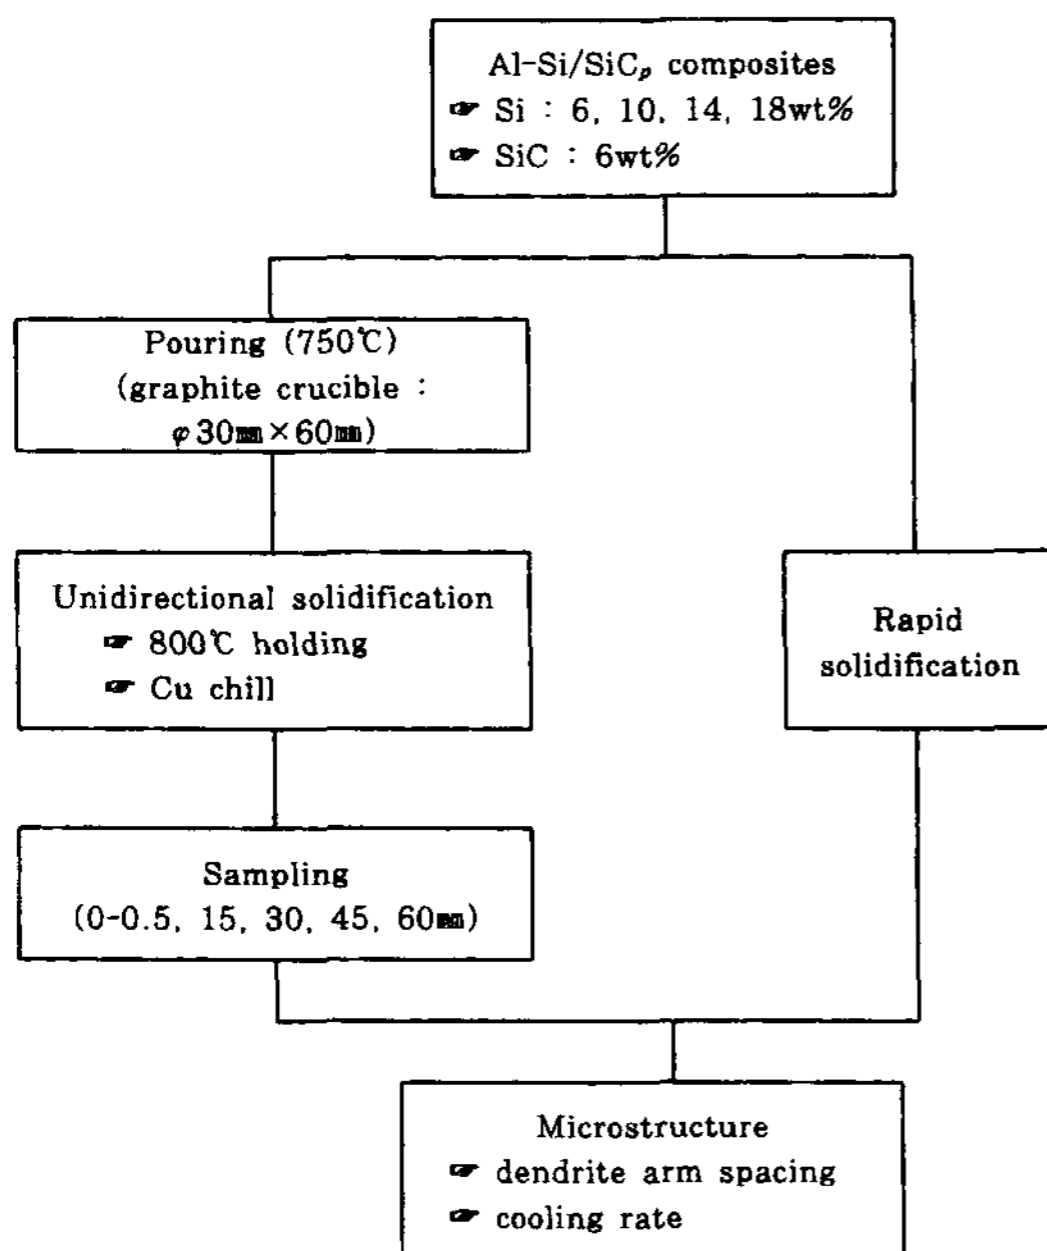 Al-Si/SiCp composites
☞ Si : 6, 10, 14, 18wt%
☞ SiC : 6wt%
Pouring (750℃)
(graphite crucible :
φ30㎜×60㎜)
Unidirectional solidification
☞ 800℃ holding
☞ Cu chill
Rapid
solidification
Sampling
(0-0.5, 15, 30, 45, 60㎜)
Microstructure
☞ dendrite arm spacing
☞ cooling rate